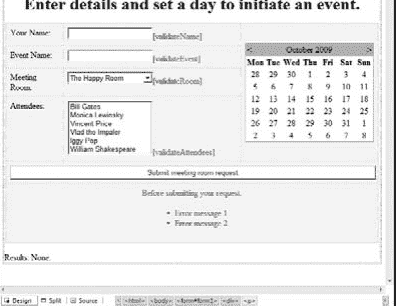 Enter details and set a day to initiate an event.
Your Name: [validateName]
Event Name: [validateEvent]
Meeting Room: The Happy Room [validateRoom]
Attendees:
Bill Gates
Monica Lewinsky
Vincent Price
Vlad the Impaler
Iggy Pop
William Shakespeare
[validateAttendees]
< October 2009 >
Mon Tue Wed Thu Fri Sat Sun
28 29 30 1 2 3 4
5 6 7 8 9 10 11
12 13 14 15 16 17 18
19 20 21 22 23 24 25
26 27 28 29 30 31 1
2 3 4 5 6 7 8
Submit meeting room request
Before submitting your request:
• Error message 1
• Error message 2
Results: None.
Design Split Source <html> <body> <form#form1> <div> <p>